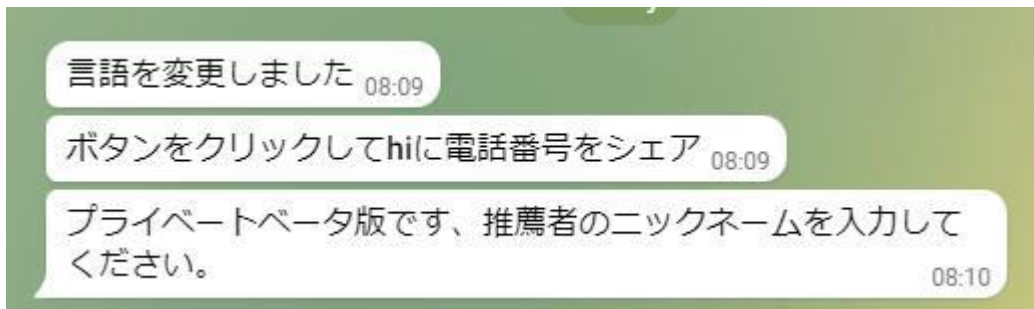 言語を変更しました 08:09
ボタンをクリックしてhiに電話番号をシェア 08:09
プライベートベータ版です、推薦者のニックネームを入力して
ください。 08:10